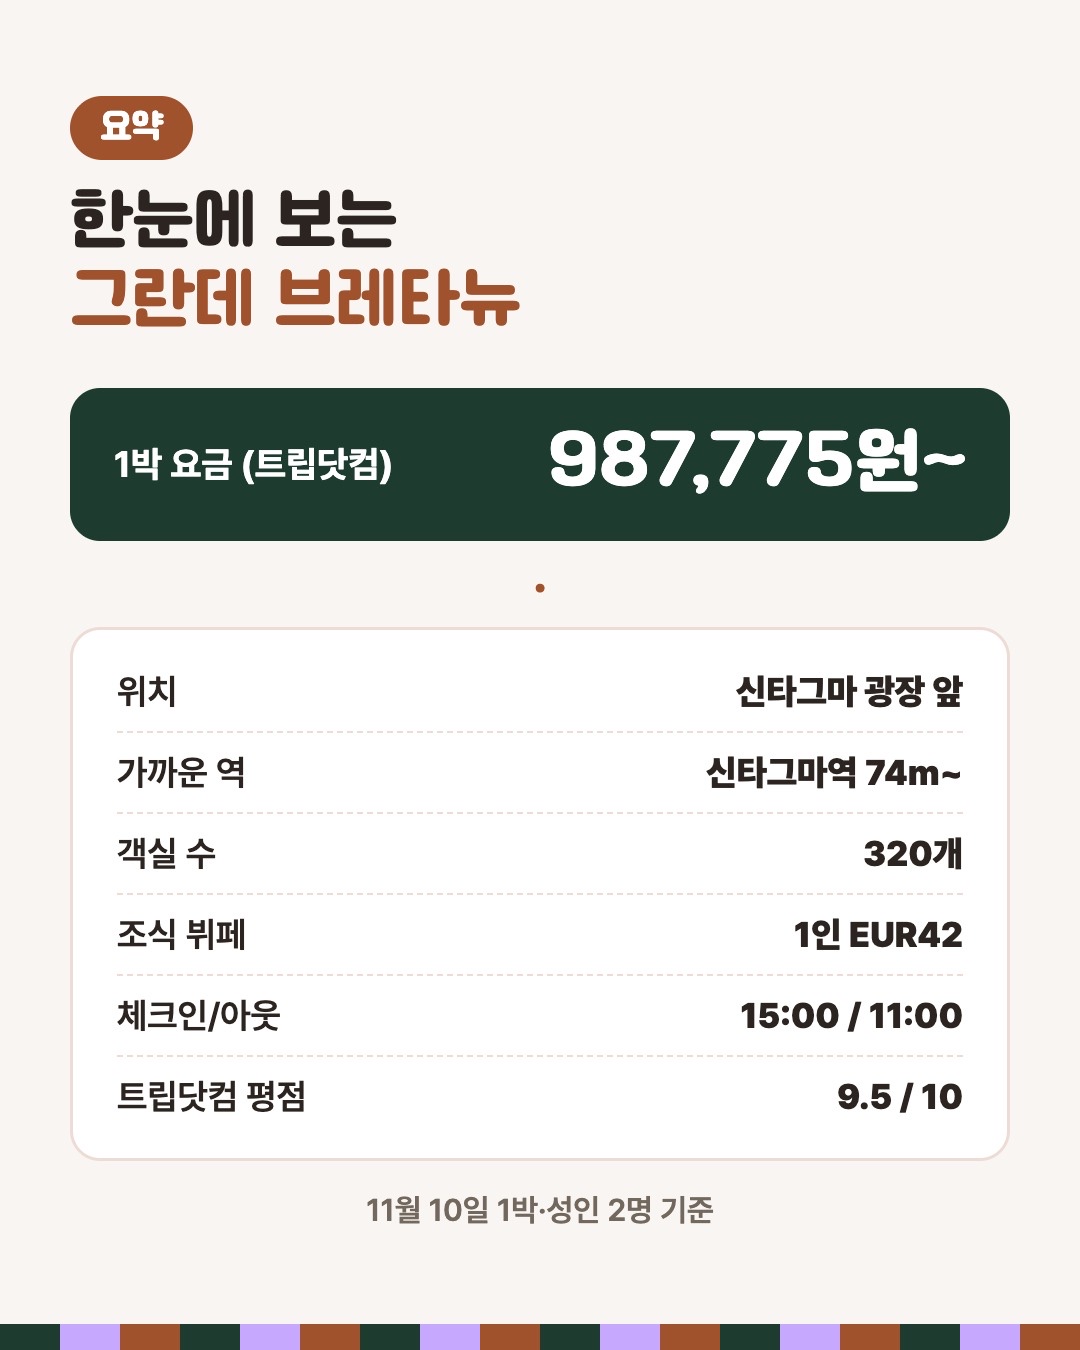 요약
한눈에 보는
그란데 브레타뉴
1박 요금 (트립닷컴) 987,775원~
위치 신타그마 광장 앞
가까운 역 신타그마역 74m~
객실 수 320개
조식 뷔페 1인 EUR42
체크인/아웃 15:00 / 11:00
트립닷컴 평점 9.5 / 10
11월 10일 1박·성인 2명 기준